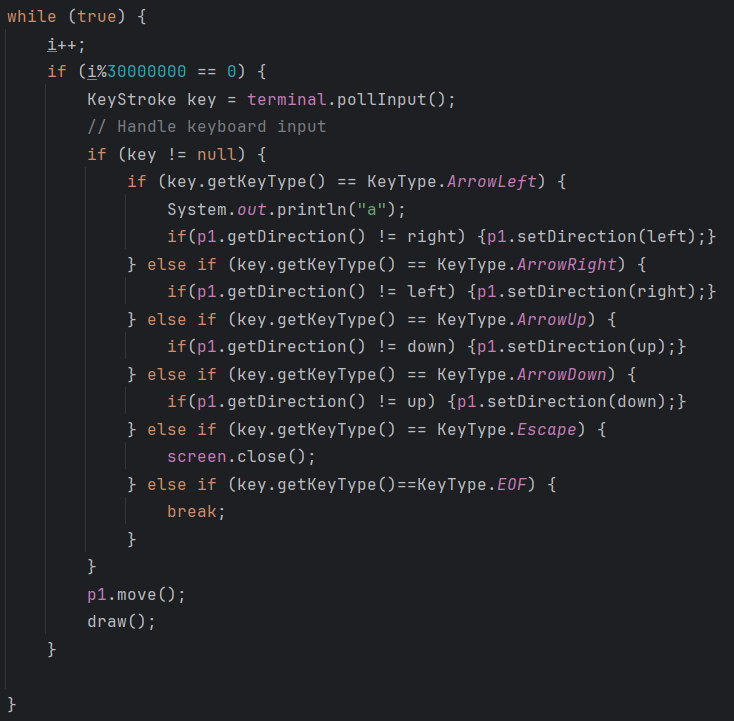 while (true) {
    i++;
    if (i%30000000 == 0) {
        KeyStroke key = terminal.pollInput();
        // Handle keyboard input
        if (key != null) {
            if (key.getKeyType() == KeyType.ArrowLeft) {
                System.out.println("a");
                if(p1.getDirection() != right) {p1.setDirection(left);}
            } else if (key.getKeyType() == KeyType.ArrowRight) {
                if(p1.getDirection() != left) {p1.setDirection(right);}
            } else if (key.getKeyType() == KeyType.ArrowUp) {
                if(p1.getDirection() != down) {p1.setDirection(up);}
            } else if (key.getKeyType() == KeyType.ArrowDown) {
                if(p1.getDirection() != up) {p1.setDirection(down);}
            } else if (key.getKeyType() == KeyType.Escape) {
                screen.close();
            } else if (key.getKeyType()==KeyType.EOF) {
                break;
            }
        }
        p1.move();
        draw();
    }

}